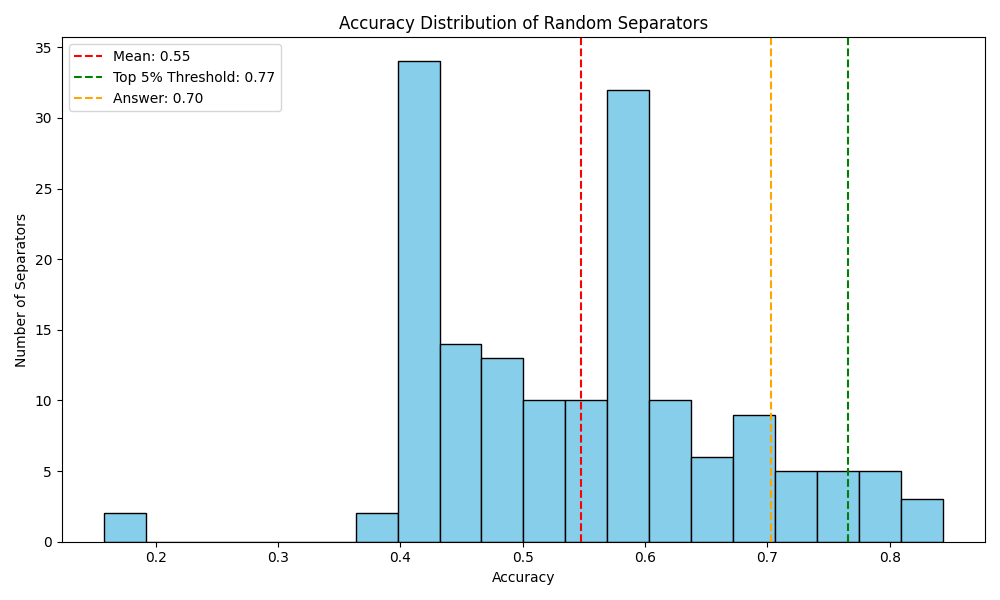 Accuracy Distribution of Random Separators
Mean: 0.55
Top 5% Threshold: 0.77
Answer: 0.70
Number of Separators
35
30
25
20
15
10
5
0
0.2 0.3 0.4 0.5 0.6 0.7 0.8
Accuracy